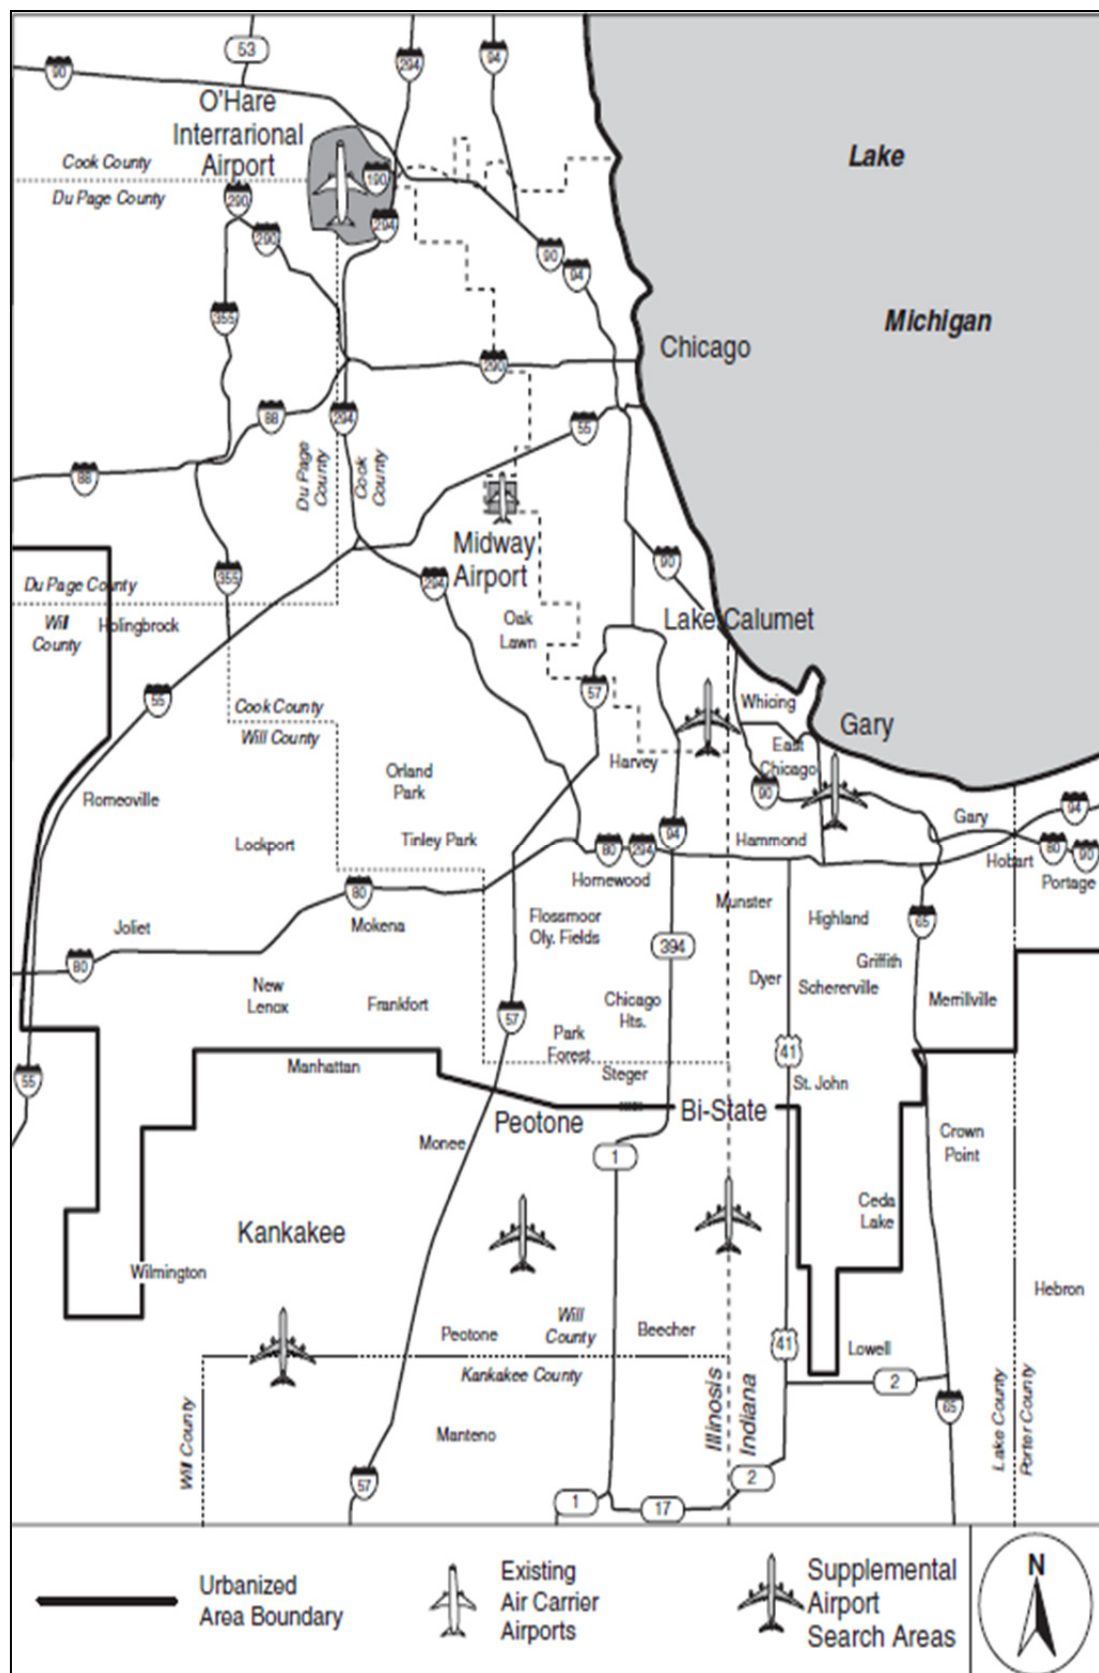 53
90
294
94
O'Hare
Interrarional
Airport
Lake
Cook County
Du Page County
190
290
294
290
90
94
355
Michigan
Chicago
290
88
294
55
Du Page
County
Cook
County
88
Midway
Airport
90
355
294
Du Page County
Will
County
Holingbrock
Oak
Lawn
Lake Calumet
55
57
Whicing
Cook County
Will County
Gary
East
Chicago
Harvey
Orland
Park
90
Romeoville
94
Gary
94
Lockport
Tinley Park
Hammond
80
294
80
90
Hobart
Homewood
Portage
80
Munster
Joliet
Mokena
Flossmoor
Oly. Fields
Highland
65
394
80
Griffith
New
Lenox
Frankfort
Dyer
Schererville
Chicago
Hts.
Merrillville
57
Park
Forest
41
Manhattan
Steger
55
St. John
Peotone
Bi-State
Monee
1
Crown
Point
Ceda
Lake
Kankakee
Wilmington
Hebron
Will
County
Peotone
Beecher
41
Lowell
Kankakee County
2
Will County
Illinosis
Indiana
65
Lake County
Porter County
Manteno
57
1
17
2
Urbanized
Area Boundary
Existing
Air Carrier
Airports
Supplemental
Airport
Search Areas
N